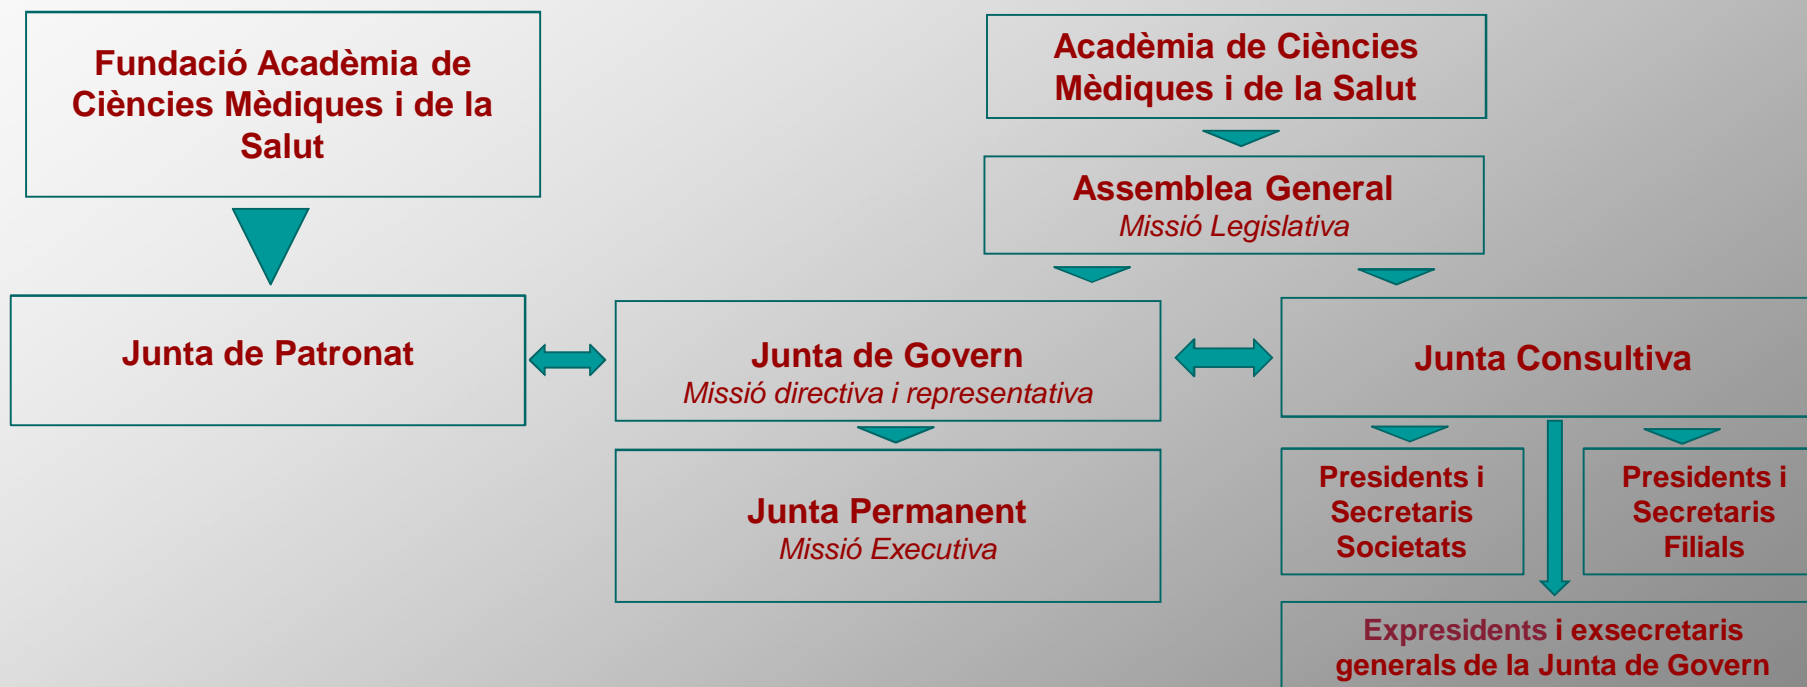 Fundació Acadèmia de
Ciències Mèdiques i de la
Salut
Acadèmia de Ciències
Mèdiques i de la Salut
Assemblea General
Missió Legislativa
Junta de Patronat
Junta de Govern
Missió directiva i representativa
Junta Consultiva
Junta Permanent
Missió Executiva
Presidents i
Secretaris
Societats
Presidents i
Secretaris
Filials
Expresidents i exsecretaris
generals de la Junta de Govern